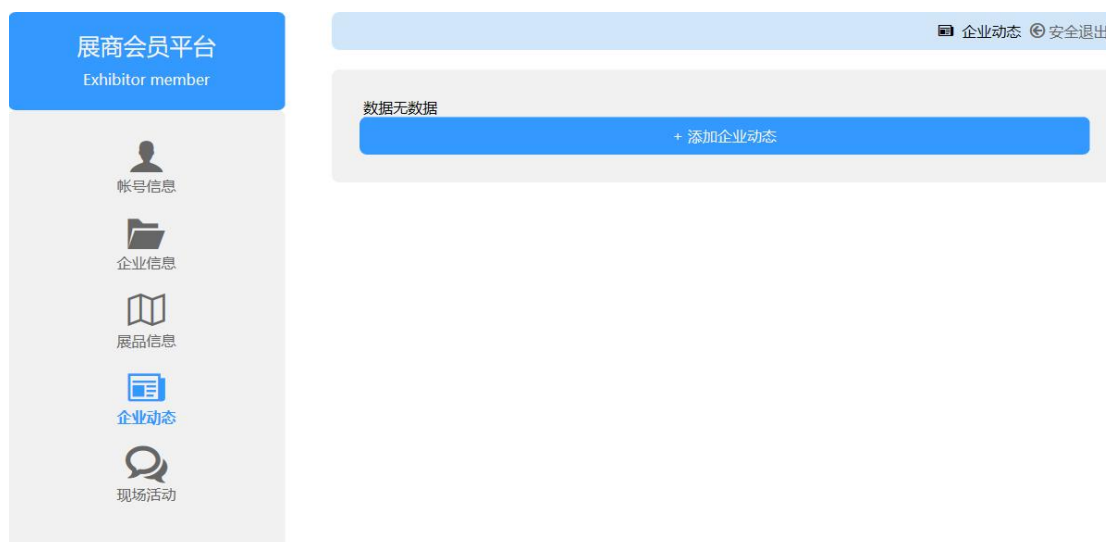 展商会员平台
Exhibitor member
帐号信息
企业信息
展品信息
企业动态
现场活动
企业动态 安全退出
数据无数据
+ 添加企业动态